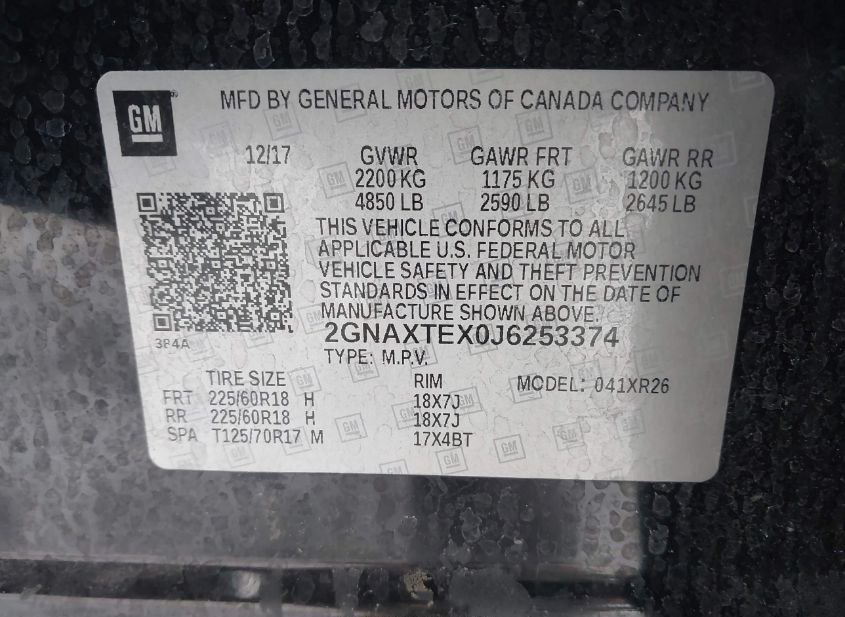 GM
MFD BY GENERAL MOTORS OF CANADA COMPANY
12/17 GVWR GAWR FRT GAWR RR
2200 KG 1175 KG 1200 KG
4850 LB 2590 LB 2645 LB
THIS VEHICLE CONFORMS TO ALL
APPLICABLE U.S. FEDERAL MOTOR
VEHICLE SAFETY AND THEFT PREVENTION
STANDARDS IN EFFECT ON THE DATE OF
MANUFACTURE SHOWN ABOVE.
2GNAXTEX0J6253374
384A
TYPE: M.P.V.
TIRE SIZE RIM MODEL: 041XR26
FRT 225/60R18 H 18X7J
RR 225/60R18 H 18X7J
SPA T125/70R17 M 17X4BT